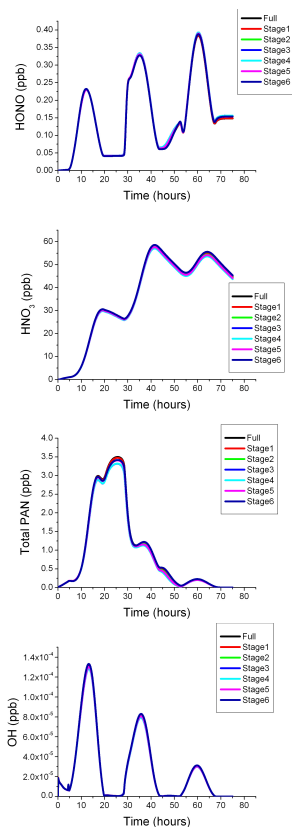 Full
Stage1
Stage2
Stage3
Stage4
Stage5
Stage6
HONO (ppb)
0.40
0.35
0.30
0.25
0.20
0.15
0.10
0.05
0.00
0 10 20 30 40 50 60 70 80
Time (hours)
HNO3 (ppb)
60
50
40
30
20
10
0
Full
Stage1
Stage2
Stage3
Stage4
Stage5
Stage6
0 10 20 30 40 50 60 70 80
Time (hours)
Full
Stage1
Stage2
Stage3
Stage4
Stage5
Stage6
Total PAN (ppb)
4.0
3.5
3.0
2.5
2.0
1.5
1.0
0.5
0.0
0 10 20 30 40 50 60 70 80
Time (hours)
Full
Stage1
Stage2
Stage3
Stage4
Stage5
Stage6
OH (ppb)
1.4x10-4
1.2x10-4
1.0x10-4
8.0x10-5
6.0x10-5
4.0x10-5
2.0x10-5
0.0
0 10 20 30 40 50 60 70 80
Time (hours)